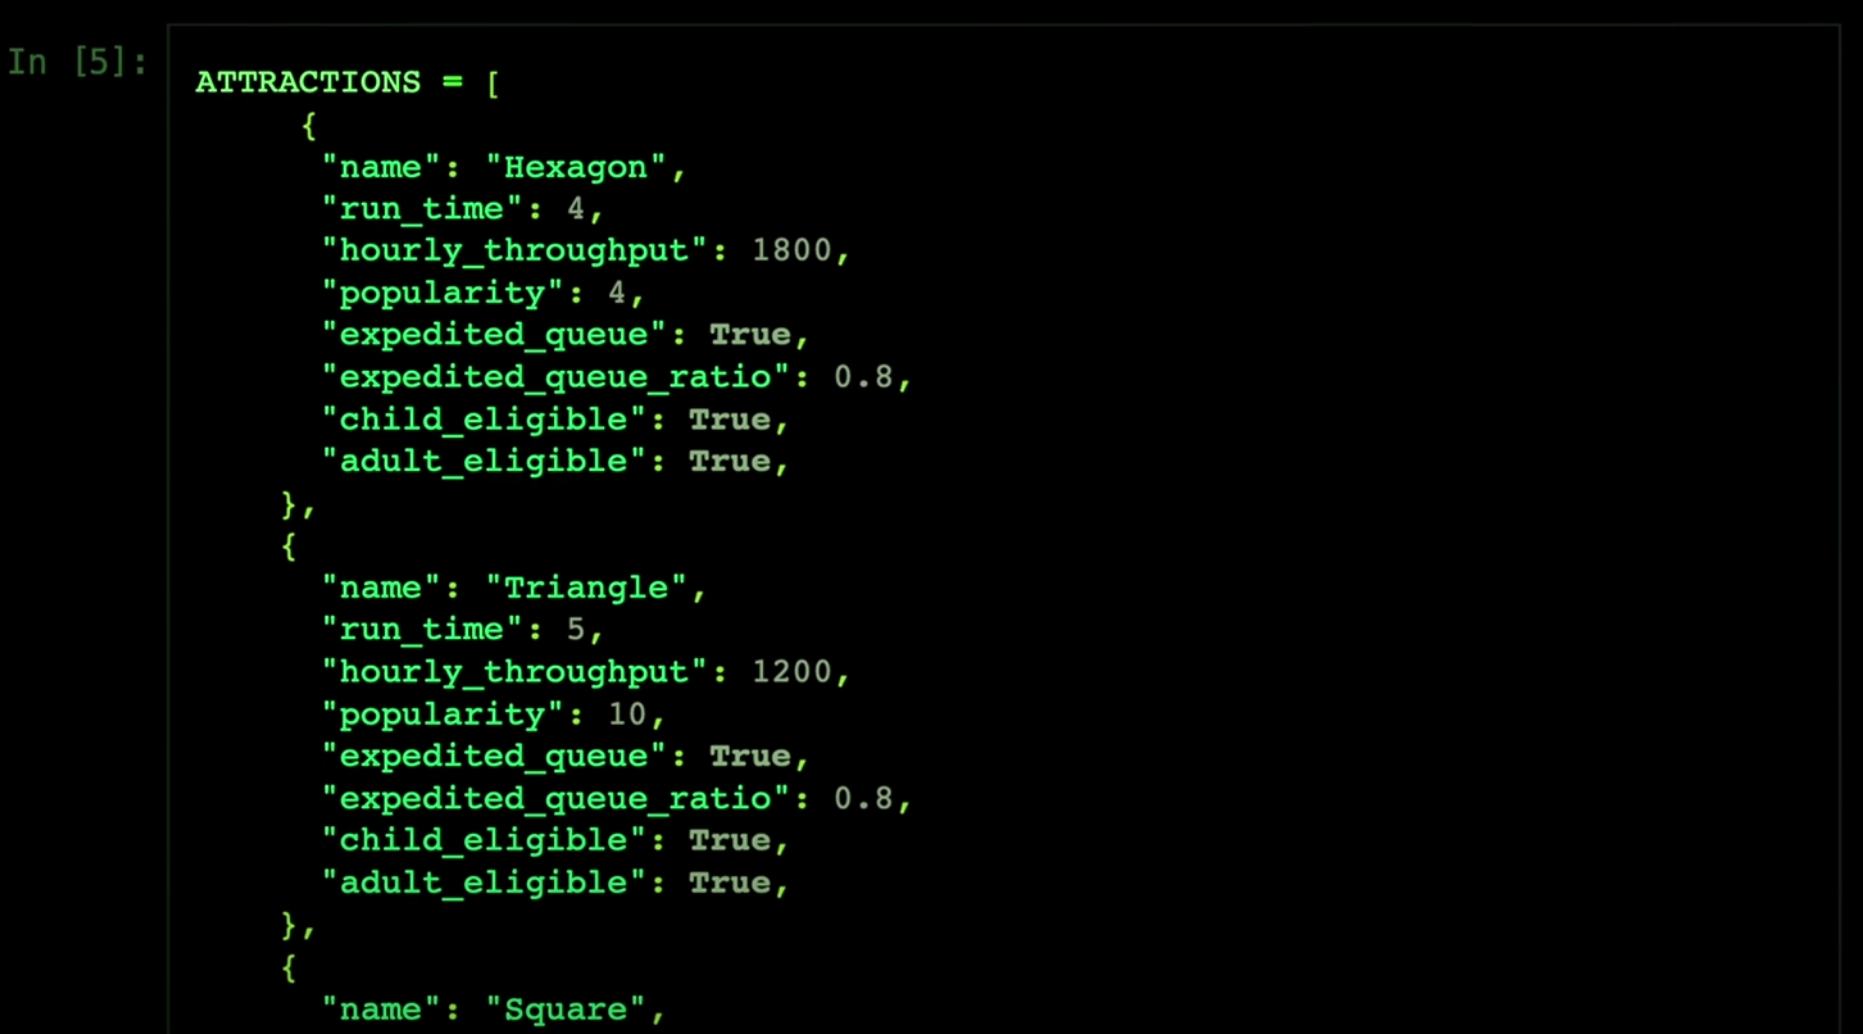 In [5]:
ATTRACTIONS = [
{
"name": "Hexagon",
"run_time": 4,
"hourly_throughput": 1800,
"popularity": 4,
"expedited_queue": True,
"expedited_queue_ratio": 0.8,
"child_eligible": True,
"adult_eligible": True,
},
{
"name": "Triangle",
"run_time": 5,
"hourly_throughput": 1200,
"popularity": 10,
"expedited_queue": True,
"expedited_queue_ratio": 0.8,
"child_eligible": True,
"adult_eligible": True,
},
{
"name": "Square",